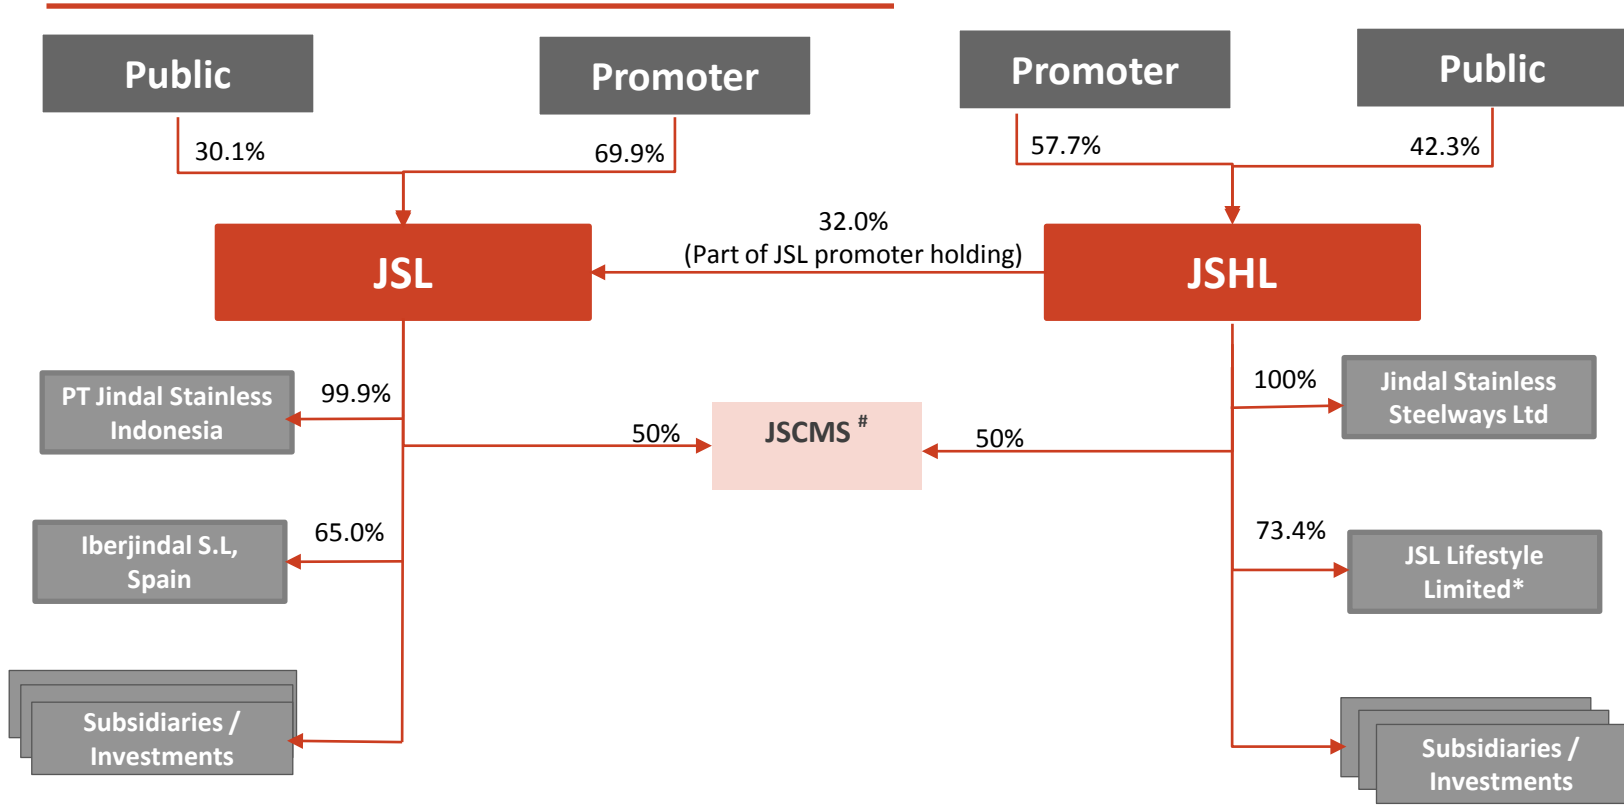 Public
Promoter
Promoter
Public
30.1%
69.9%
57.7%
42.3%
32.0%
(Part of JSL promoter holding)
JSL
JSHL
PT Jindal Stainless
Indonesia
99.9%
50%
JSCMS #
50%
100%
Jindal Stainless
Steelways Ltd
Iberjindal S.L,
Spain
65.0%
73.4%
JSL Lifestyle
Limited*
Subsidiaries /
Investments
Subsidiaries /
Investments